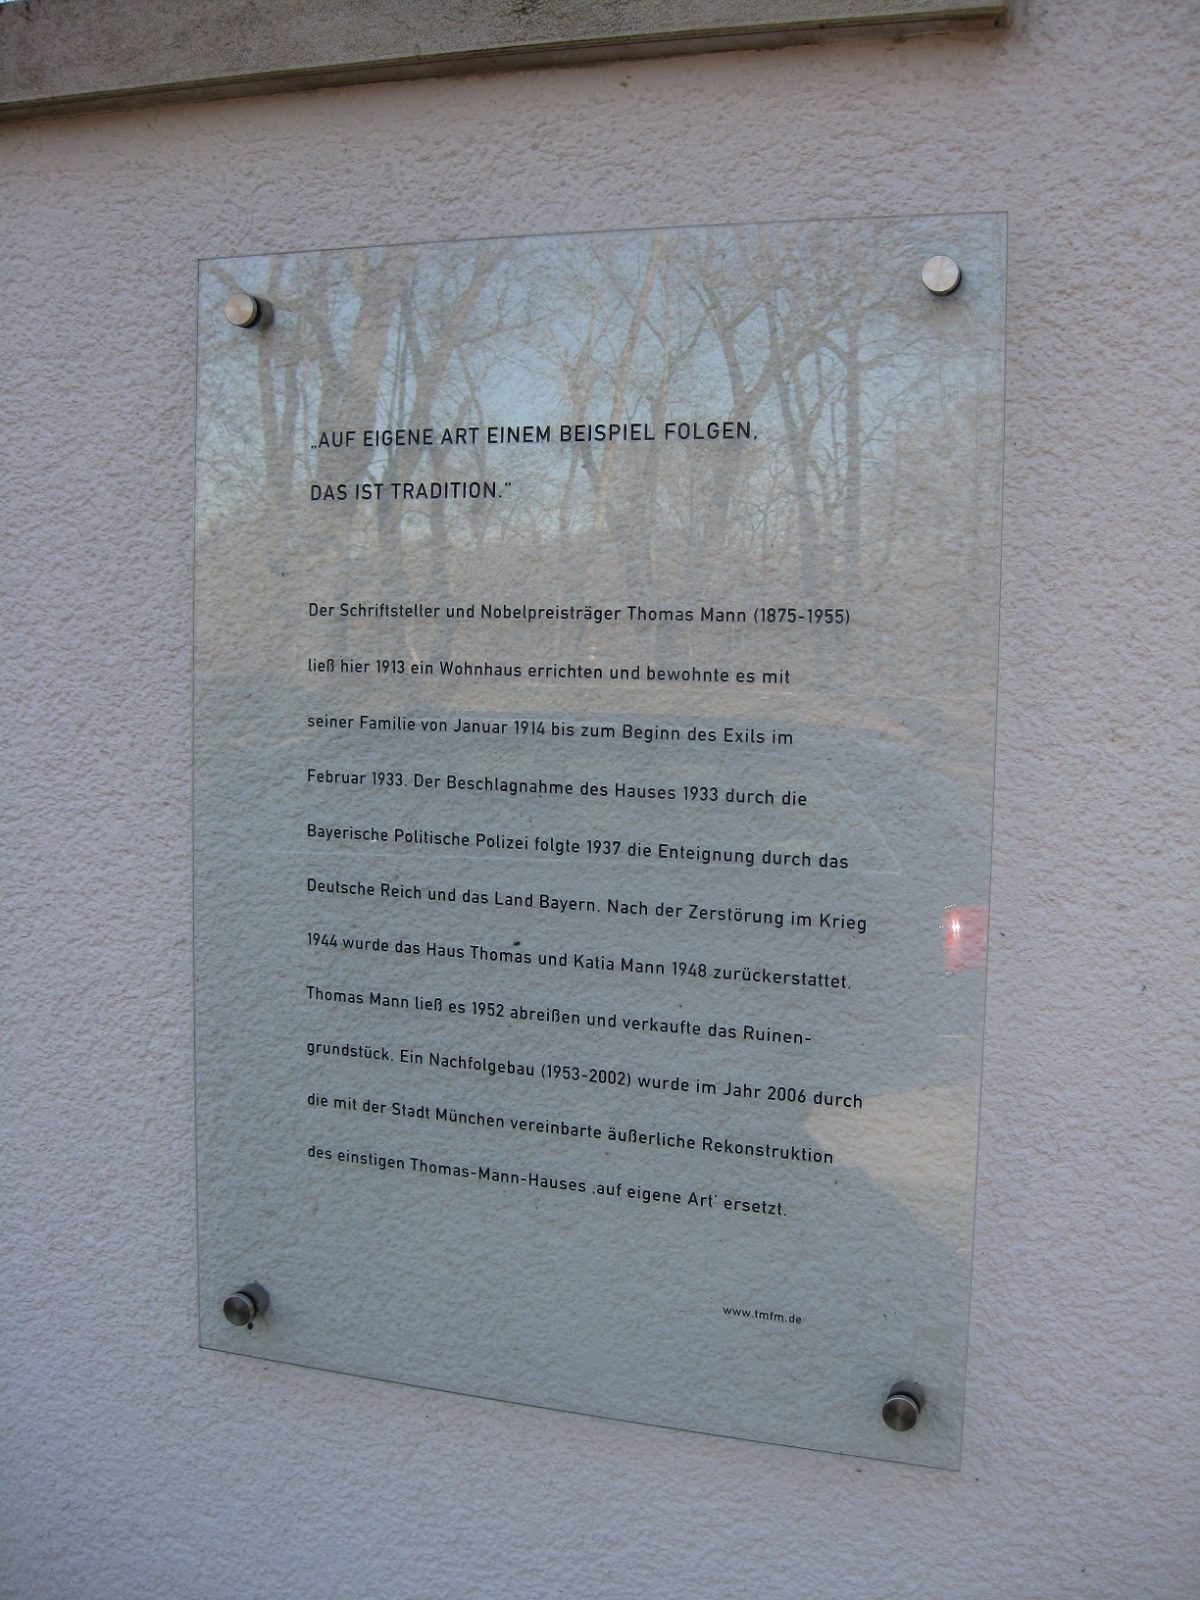 „AUF EIGENE ART EINEM BEISPIEL FOLGEN,
DAS IST TRADITION.“
Der Schriftsteller und Nobelpreisträger Thomas Mann (1875-1955)
ließ hier 1913 ein Wohnhaus errichten und bewohnte es mit
seiner Familie von Januar 1914 bis zum Beginn des Exils im
Februar 1933. Der Beschlagnahme des Hauses 1933 durch die
Bayerische Politische Polizei folgte 1937 die Enteignung durch das
Deutsche Reich und das Land Bayern. Nach der Zerstörung im Krieg
1944 wurde das Haus Thomas und Katia Mann 1948 zurückerstattet.
Thomas Mann ließ es 1952 abreißen und verkaufte das Ruinen-
grundstück. Ein Nachfolgebau (1953-2002) wurde im Jahr 2006 durch
die mit der Stadt München vereinbarte äußerliche Rekonstruktion
des einstigen Thomas-Mann-Hauses ‚auf eigene Art‘ ersetzt.
www.tmfm.de